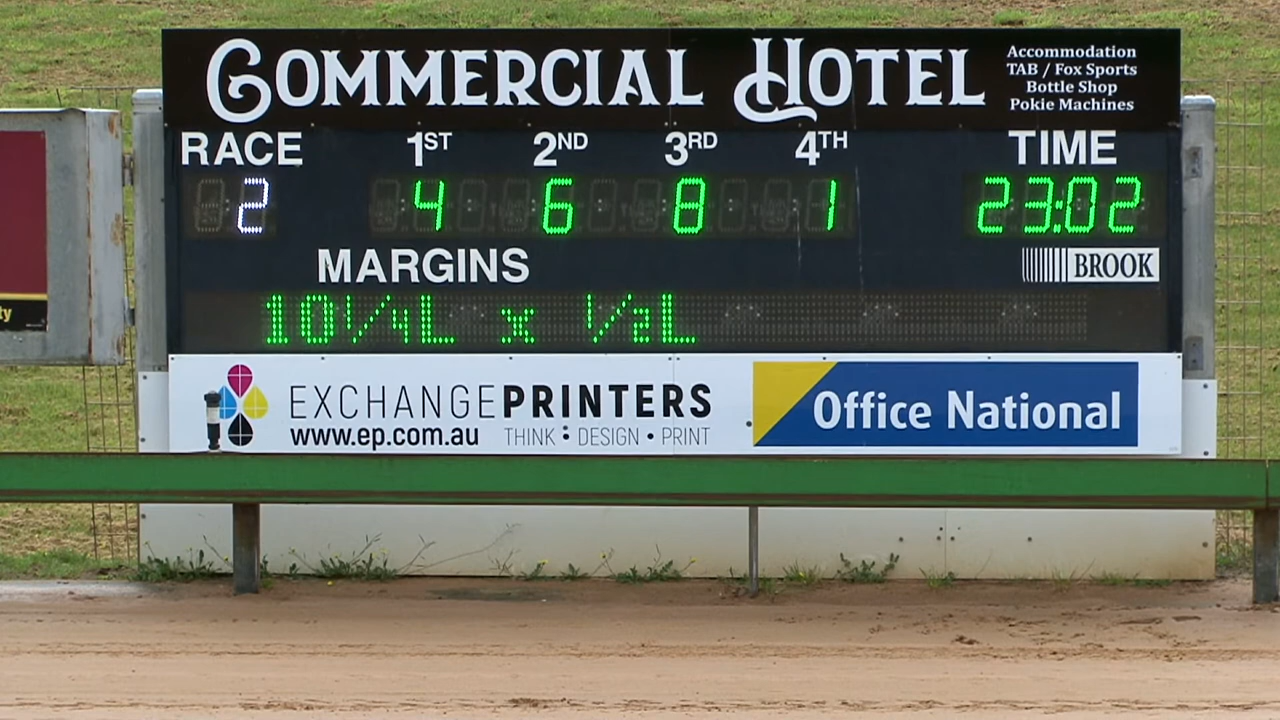 COMMERCIAL HOTEL
Accommodation
TAB / Fox Sports
Bottle Shop
Pokie Machines
RACE 1ST 2ND 3RD 4TH TIME
2 4 6 8 1 23:02
MARGINS
BROOK
10 1/4L x 1/2L
EXCHANGEPRINTERS
www.ep.com.au THINK : DESIGN • PRINT
Office National